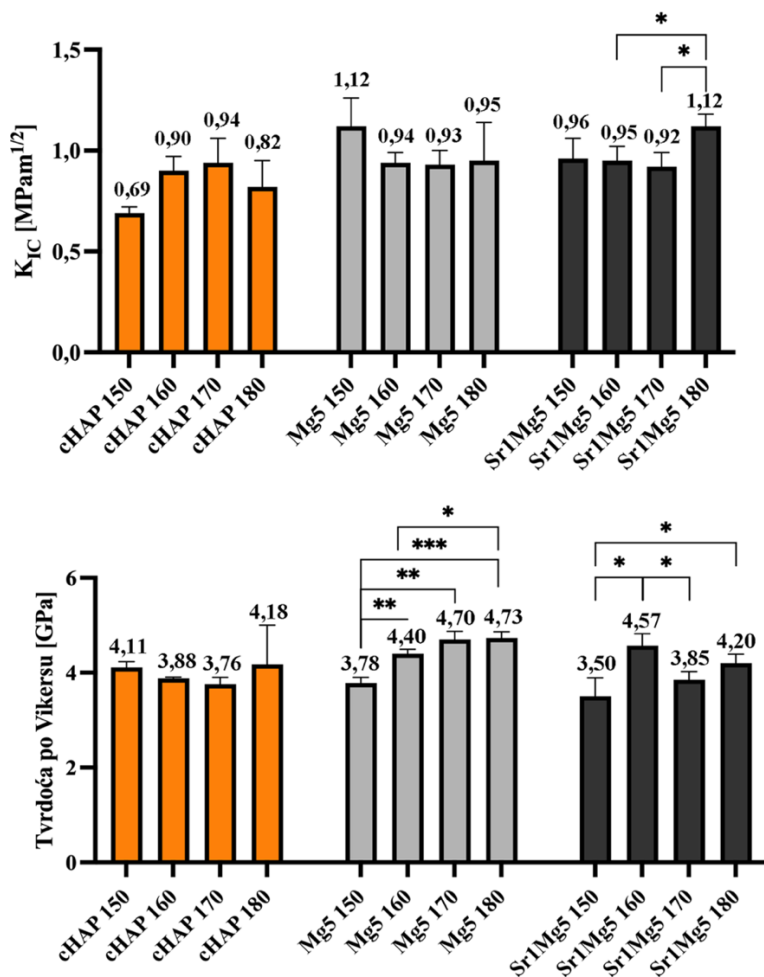 K_IC [MPam^1/2]
1,5
1,0
0,5
0,0
0,69
0,90
0,94
0,82
1,12
0,94
0,93
0,95
0,96
0,95
0,92
1,12
*
*
cHAP 150
cHAP 160
cHAP 170
cHAP 180
Mg5 150
Mg5 160
Mg5 170
Mg5 180
Sr1Mg5 150
Sr1Mg5 160
Sr1Mg5 170
Sr1Mg5 180
Tvrdoća po Vikersu [GPa]
6
4
2
0
4,11
3,88
3,76
4,18
3,78
4,40
4,70
4,73
3,50
4,57
3,85
4,20
*
***
**
**
*
*
*
cHAP 150
cHAP 160
cHAP 170
cHAP 180
Mg5 150
Mg5 160
Mg5 170
Mg5 180
Sr1Mg5 150
Sr1Mg5 160
Sr1Mg5 170
Sr1Mg5 180